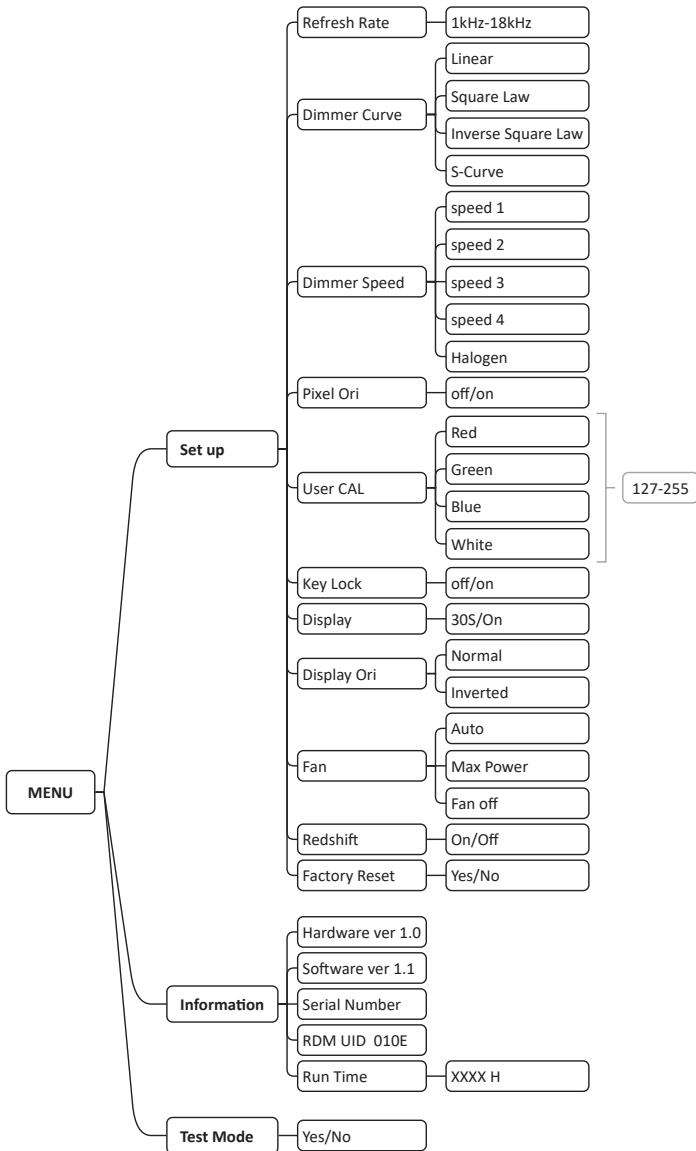 MENU
Set up
Refresh Rate
1kHz-18kHz
Dimmer Curve
Linear
Square Law
Inverse Square Law
S-Curve
Dimmer Speed
speed 1
speed 2
speed 3
speed 4
Halogen
Pixel Ori
off/on
User CAL
Red
Green
Blue
White
127-255
Key Lock
off/on
Display
30S/On
Display Ori
Normal
Inverted
Fan
Auto
Max Power
Fan off
Redshift
On/Off
Factory Reset
Yes/No
Information
Hardware ver 1.0
Software ver 1.1
Serial Number
RDM UID 010E
Run Time
XXXX H
Test Mode
Yes/No